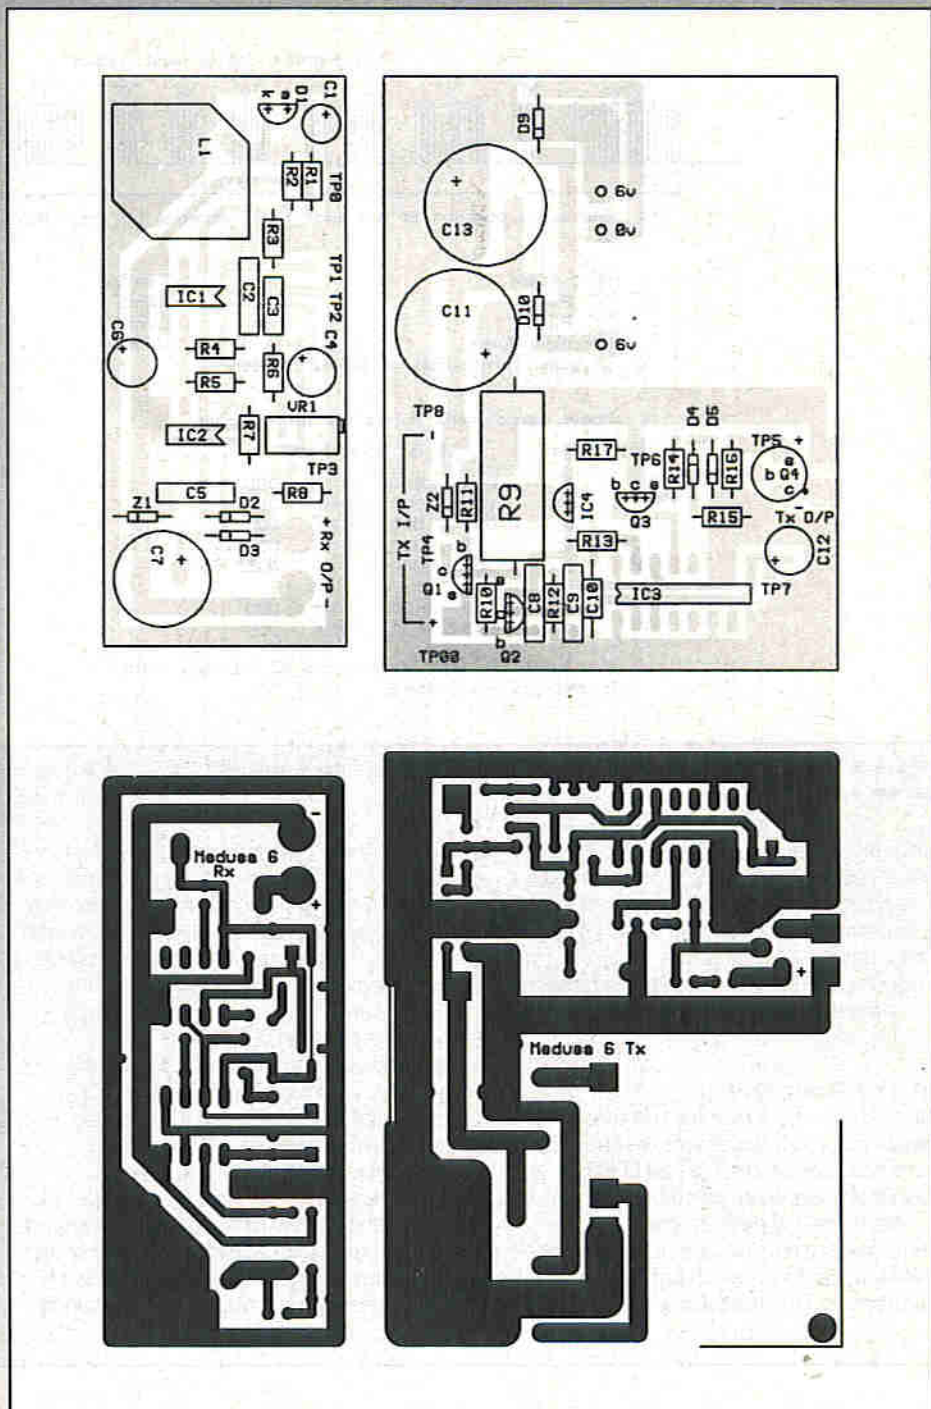 C1
D1
a
k
L1
R1
R2
TP0
R3
TP1 TP2
C2
C3
IC1
C6
R4
R5
R6
C4
VR1
IC2
R7
TP3
C5
R8
Z1
D2
D3
C7
+Rx O/P-
D9
C13
6v
0v
C11
D10
6v
TP8
TX I/P
TP4
Z2
R11
R9
R17
IC4
TP6
b c e
Q3
R14
D4
D5
R16
TP5
e
b
Q4
c
R15
Tx O/P
C12
R13
b
c
e
Q1
R10
e
c
b
Q2
C8
R12
C9
C10
IC3
TP7
TP00
Medusa 6
Rx
Medusa 6 Tx